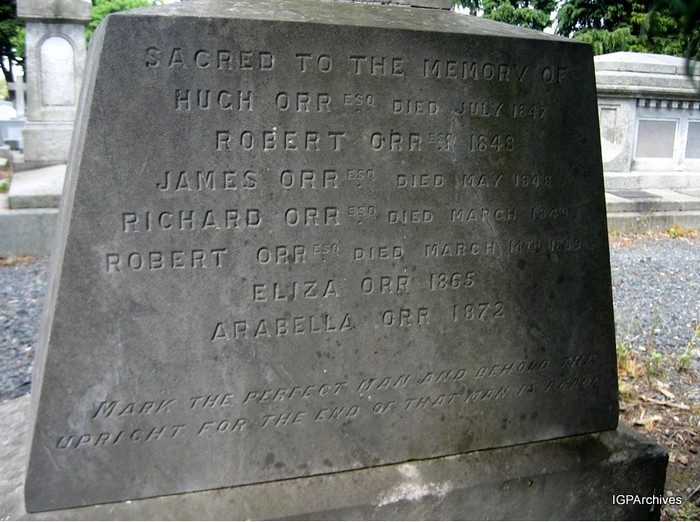 SACRED TO THE MEMORY OF
HUGH ORR ESQ DIED JULY 1847
ROBERT ORR ESQ 1848
JAMES ORR ESQ DIED MAY 1848
RICHARD ORR ESQ DIED MARCH 1849
ROBERT ORR ESQ DIED MARCH 14TH
ELIZA ORR 1865
ARABELLA ORR 1872
MARK THE PERFECT MAN AND BEHOLD THE
UPRIGHT FOR THE END OF THAT MAN IS PEACE
IGPArchives